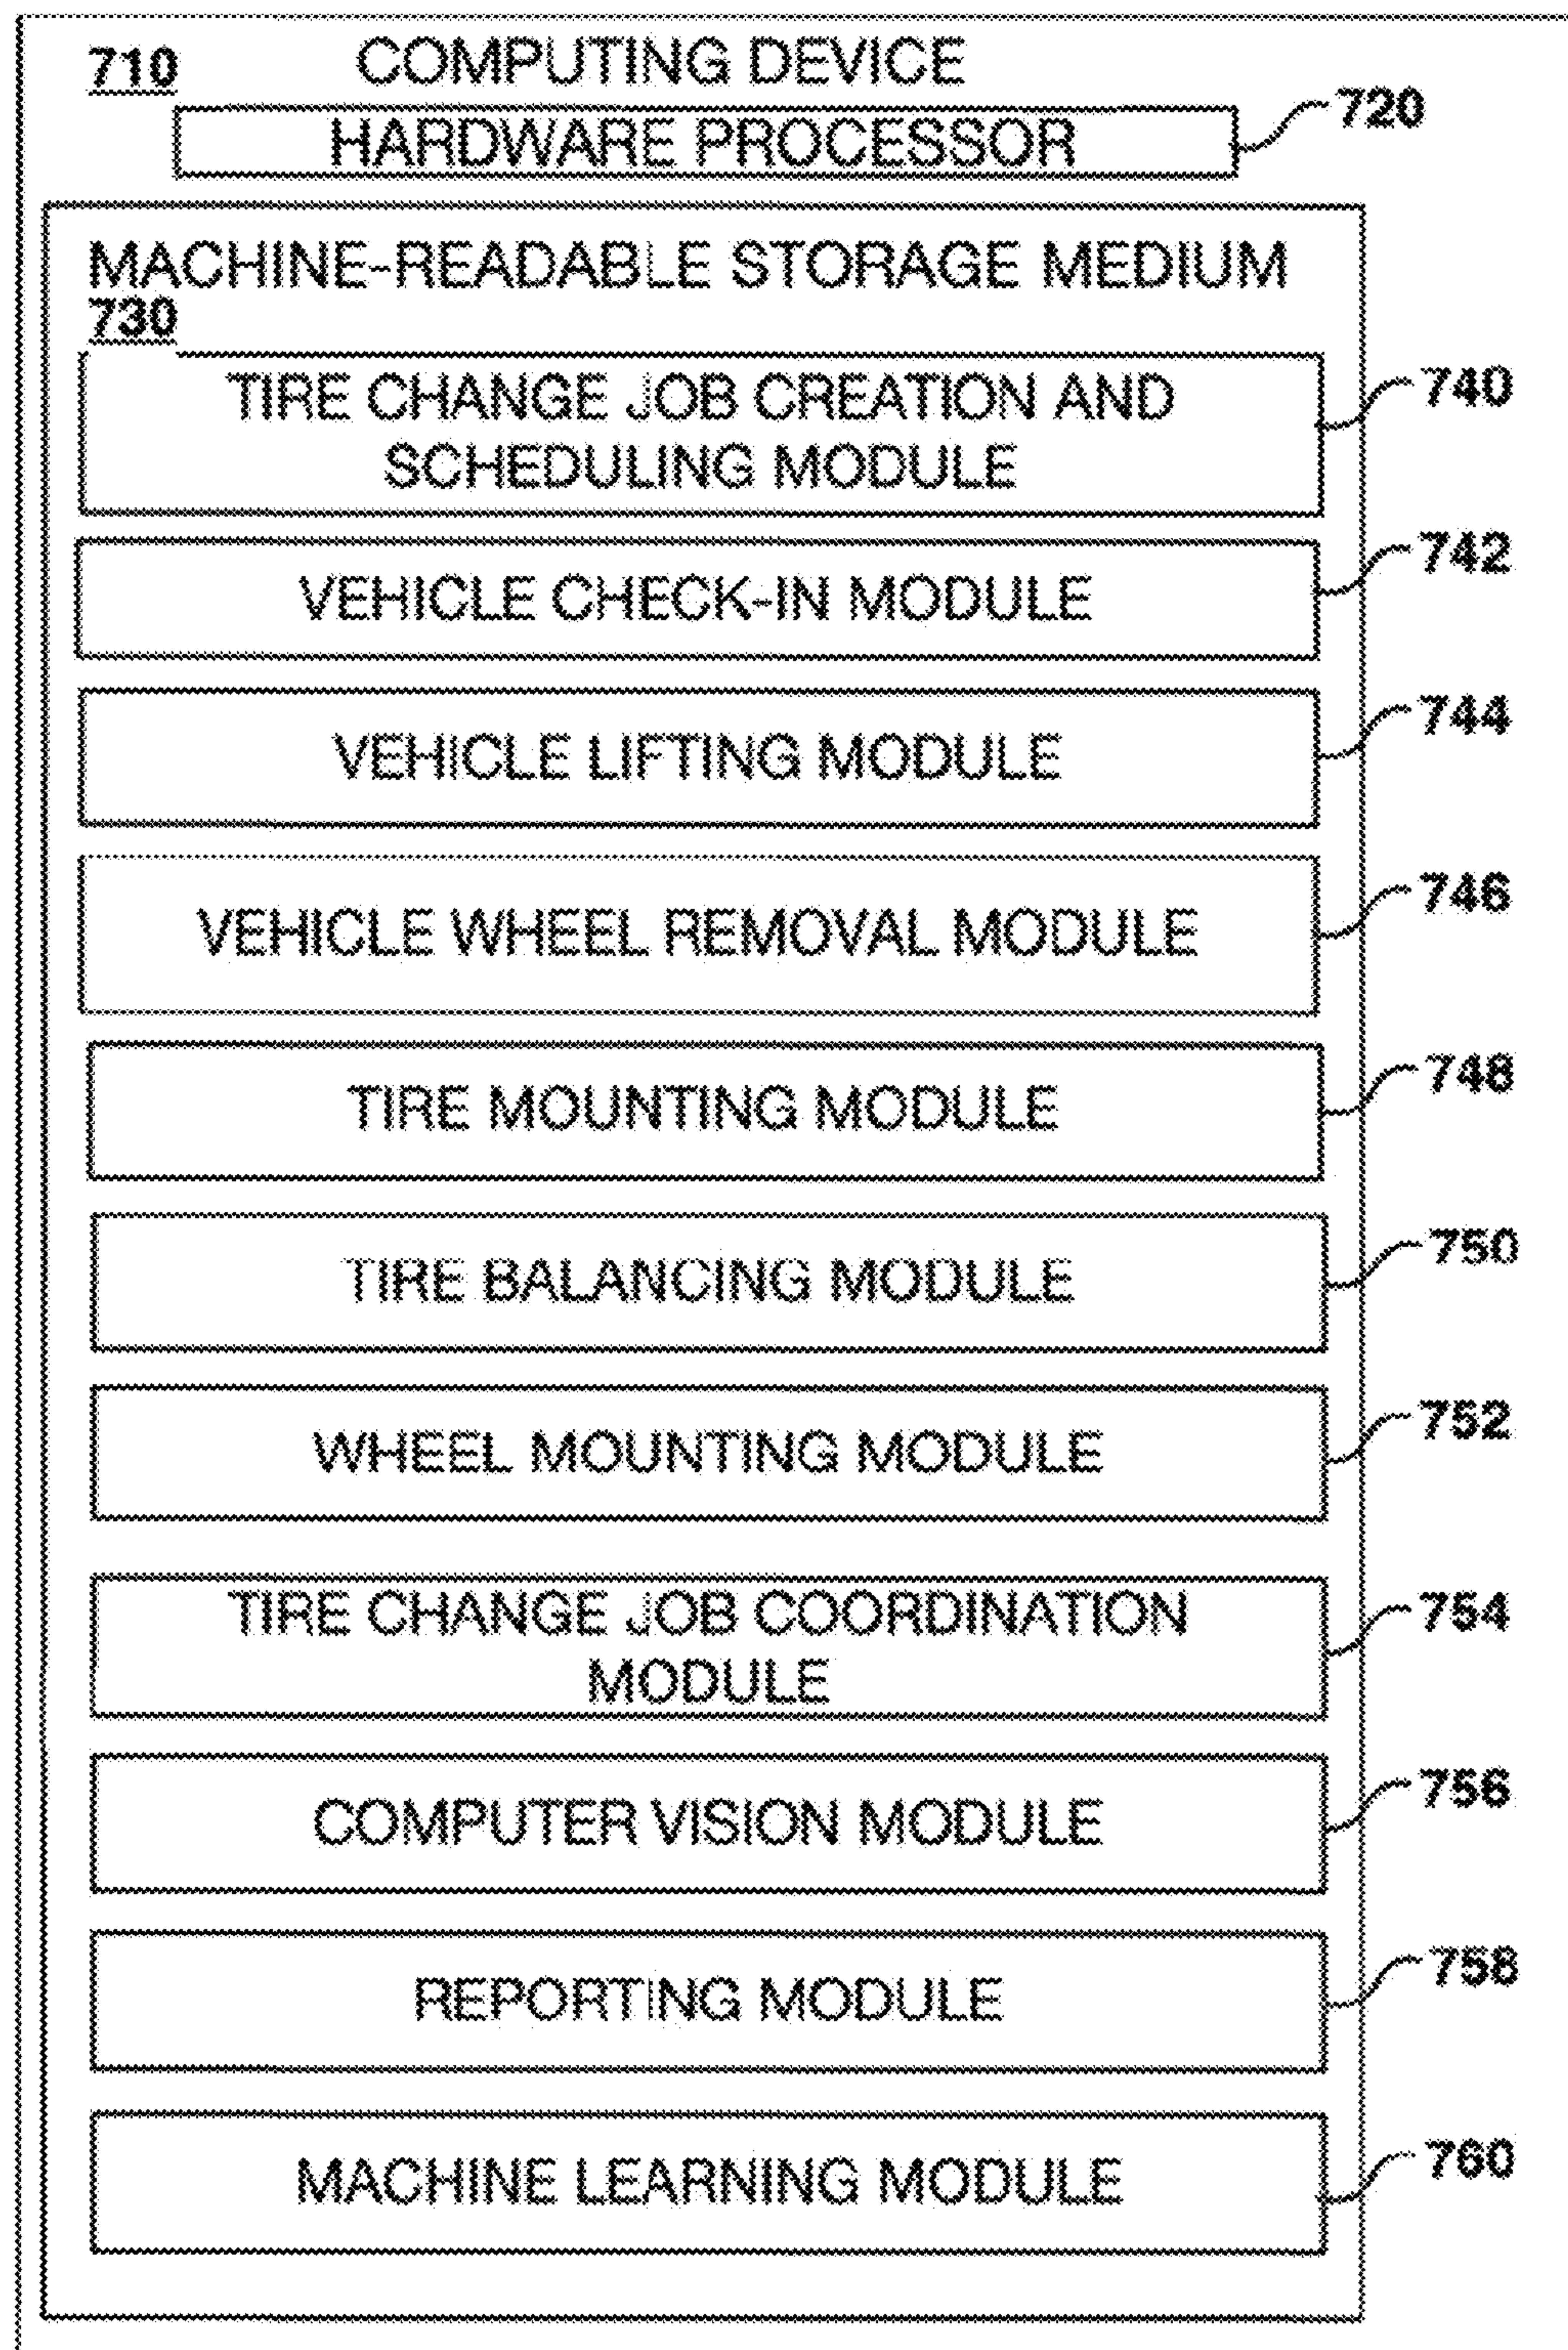 710 COMPUTING DEVICE
HARDWARE PROCESSOR 720
MACHINE-READABLE STORAGE MEDIUM
730
TIRE CHANGE JOB CREATION AND 740
SCHEDULING MODULE
VEHICLE CHECK-IN MODULE 742
VEHICLE LIFTING MODULE 744
VEHICLE WHEEL REMOVAL MODULE 746
TIRE MOUNTING MODULE 748
TIRE BALANCING MODULE 750
WHEEL MOUNTING MODULE 752
TIRE CHANGE JOB COORDINATION 754
MODULE
COMPUTER VISION MODULE 756
REPORTING MODULE 758
MACHINE LEARNING MODULE 760